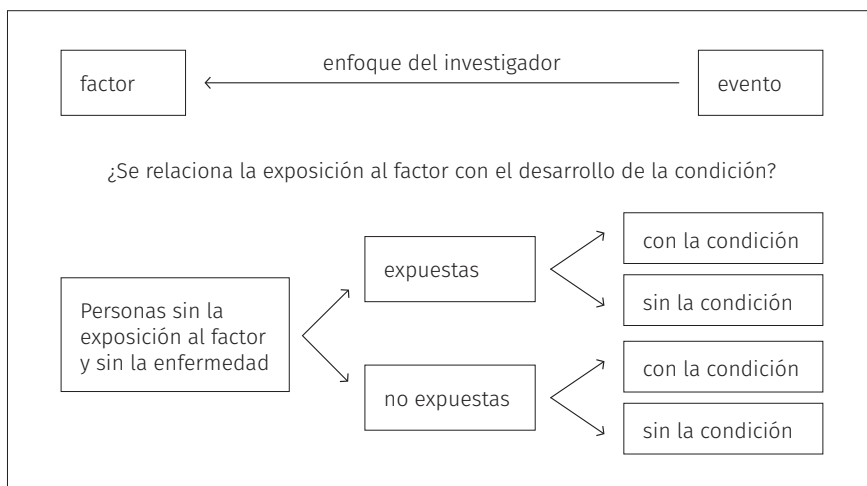 factor
enfoque del investigador
evento
¿Se relaciona la exposición al factor con el desarrollo de la condición?
Personas sin la
exposición al factor
y sin la enfermedad
expuestas
con la condición
sin la condición
no expuestas
con la condición
sin la condición